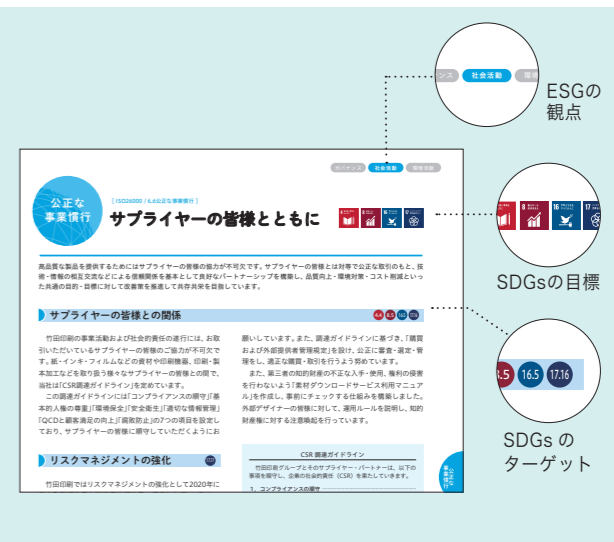 ンス 社会活動 環境
ESGの
観点
ガバナンス 社会活動 環境活動
公正な
事業慣行
[ ISO26000 / 6.6公正な事業慣行 ]
サプライヤーの皆様とともに
4 8 16 17
8 16 17
SDGsの目標
高品質な製品を提供するためにはサプライヤーの皆様の協力が不可欠です。サプライヤーの皆様とは対等で公正な取引のもと、技
術・情報の相互交流などによる信頼関係を基本として良好なパートナーシップを構築し、品質向上・環境対策・コスト削減といっ
た共通の目的・目標に対して改善策を推進して共存共栄を目指しています。
サプライヤーの皆様との関係
4.4 8.5 16.5 17.16
竹田印刷の事業活動および社会的責任の遂行には、お取
引いただいているサプライヤーの皆様のご協力が不可欠で
す。紙・インキ・フィルムなどの資材や印刷機器、印刷・製
本加工などを取り扱う様々なサプライヤーの皆様との間で、
当社は「CSR調達ガイドライン」を定めています。
この調達ガイドラインには「コンプライアンスの順守」「基
本的人権の尊重」「環境保全」「安全衛生」「適切な情報管理」
「QCDと顧客満足の向上」「腐敗防止」の7つの項目を設定し
ており、サプライヤーの皆様に順守していただくようにお
願いしています。また、調達ガイドラインに基づき、「購買
および外部提供者管理規定」を設け、公正に審査・選定・管
理をし、適正な購買・取引を行うよう努めています。
また、第三者の知的財産の不正な入手・使用、権利の侵害
を行わないよう「素材ダウンロードサービス利用マニュア
ル」を作成し、事前にチェックする仕組みを構築しました。
外部デザイナーの皆様に対して、運用ルールを説明し、知的
財産権に対する注意喚起を行っています。
8.5 16.5 17.16
SDGs の
ターゲット
リスクマネジメントの強化
竹田印刷ではリスクマネジメントの強化として2020年に
CSR 調達ガイドライン
竹田印刷グループとそのサプライヤー・パートナーは、以下の
事項を順守し、企業の社会的責任（CSR）を果たしていきます。
1. コンプライアンスの順守
公正な
事業慣行